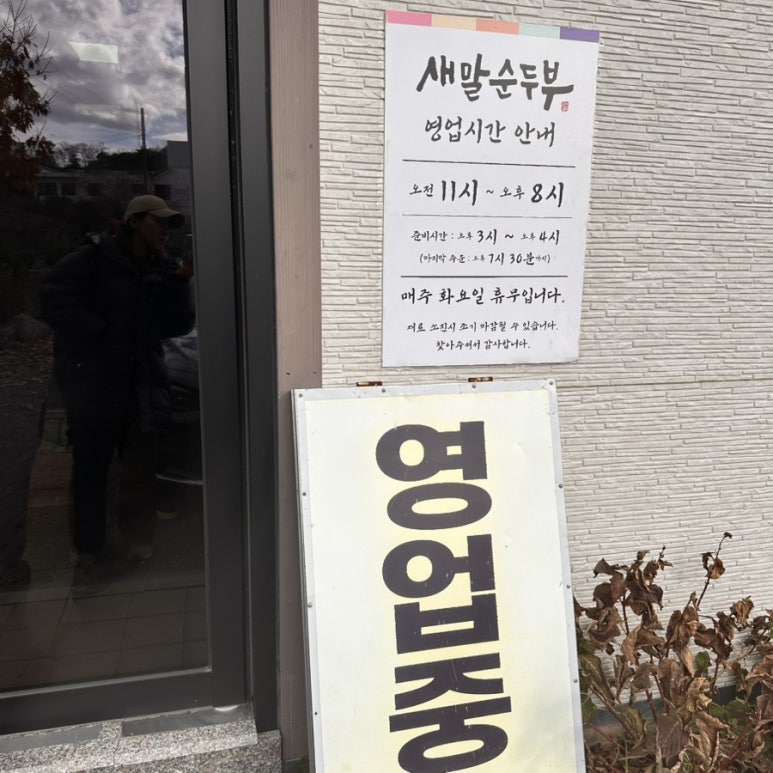 새말순두부
영업시간 안내
오전 11시 ~ 오후 8시
준비시간 : 오후 3시 ~ 오후 4시
(마지막 주문 : 오후 7시 30분까지)
매주 화요일 휴무입니다.
재료 소진시 조기 마감될 수 있습니다.
찾아주셔서 감사합니다.
영업중